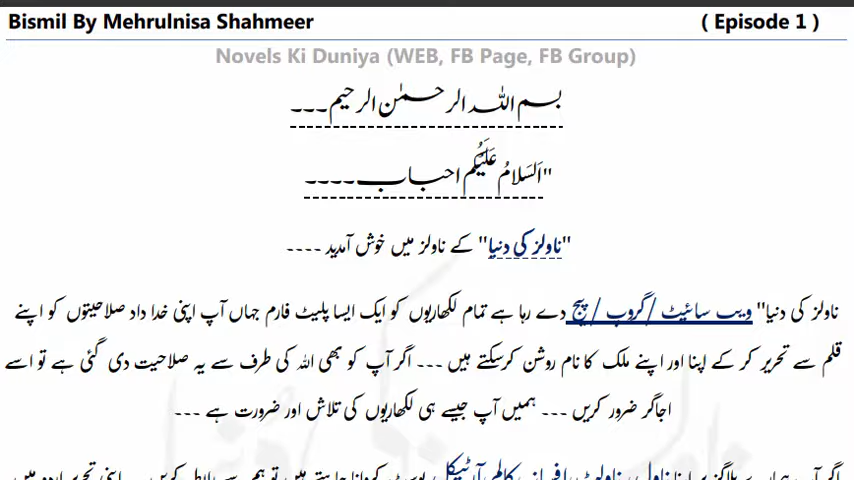 Bismil By Mehrulnisa Shahmeer ( Episode 1 )
Novels Ki Duniya (WEB, FB Page, FB Group)
بسم اللہ الرحمٰن الرحیم۔۔۔
"اَلسَلامُ عَلَیْکُم احباب۔۔۔۔
"ناولز کی دنیا" کے ناولز میں خوش آمدید ۔۔۔۔
ناولز کی دنیا" ویب سائیٹ /گروپ /پیج دے رہا ہے تمام لکھاریوں کو ایک ایسا پلیٹ فارم جہاں آپ اپنی خدا داد صلاحیتوں کو اپنے
قلم سے تحریر کر کے اپنا اور اپنے ملک کا نام روشن کرسکتے ہیں ۔۔۔ اگر آپ کو بھی اللہ کی طرف سے یہ صلاحیت دی گئی ہے تو اسے
اجاگر ضرور کریں ۔۔۔ ہمیں آپ جیسے ہی لکھاریوں کی تلاش اور ضرورت ہے ۔۔۔